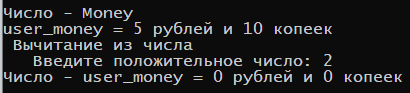 Число - Money
user_money = 5 рублей и 10 копеек
Вычитание из числа
Введите положительное число: 2
Число - user_money = 0 рублей и 0 копеек